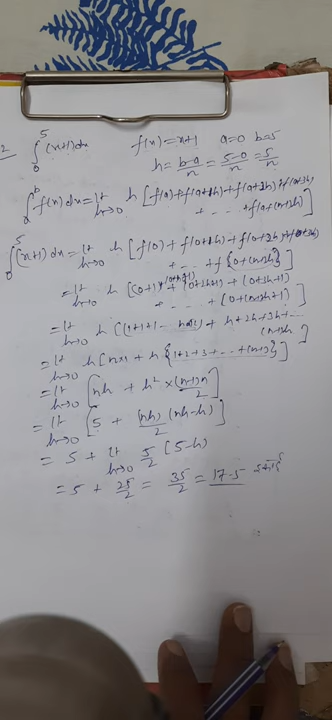 2 ∫₀⁵ (x+1)dx f(x) = x+1 a=0 b=5
h = (b-a)/n = (5-0)/n = 5/n
∫ₐᵇ f(x)dx = lt h→0 h [f(a)+f(a+h)+f(a+2h)+f(a+3h)
+ ... +f(a+(n-1)h]
∫₀⁵ (x+1)dx = lt h→0 h [f(0)+f(0+h)+f(0+2h)+f(0+3h)
+ ... +f{0+(n-1)h}]
= lt h→0 h [(0+1)+(0+h+1)+(0+2h+1)+(0+3h+1)
+ ... +(0+(n-1)h+1)]
= lt h→0 h [(1+1+1 ... n) + h+2h+3h+...
(n-1)h]
= lt h→0 h [n×1 + h {1+2+3+...+(n-1)}]
= lt h→0 [nh + h² × (n-1)n/2]
= lt h→0 [5 + (nh)/2 (nh-h)]
= 5 + lt h→0 5/2 (5-h)
= 5 + 25/2 = 35/2 = 17.5